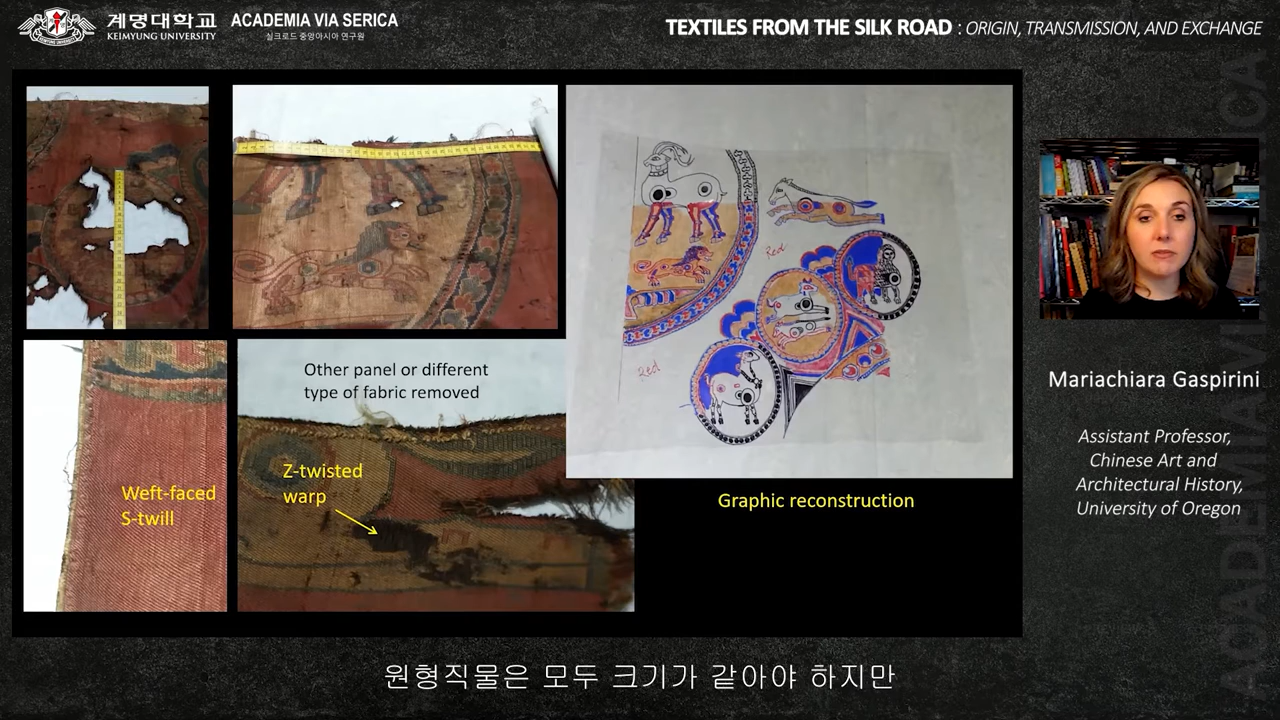 계명대학교
KEIMYUNG UNIVERSITY
ACADEMIA VIA SERICA
실크로드 중앙아시아 연구원
TEXTILES FROM THE SILK ROAD : ORIGIN, TRANSMISSION, AND EXCHANGE
Other panel or different
type of fabric removed
Z-twisted
warp
Weft-faced
S-twill
Red
Red
Graphic reconstruction
Mariachiara Gaspirini
Assistant Professor,
Chinese Art and
Architectural History,
University of Oregon
원형직물은 모두 크기가 같아야 하지만